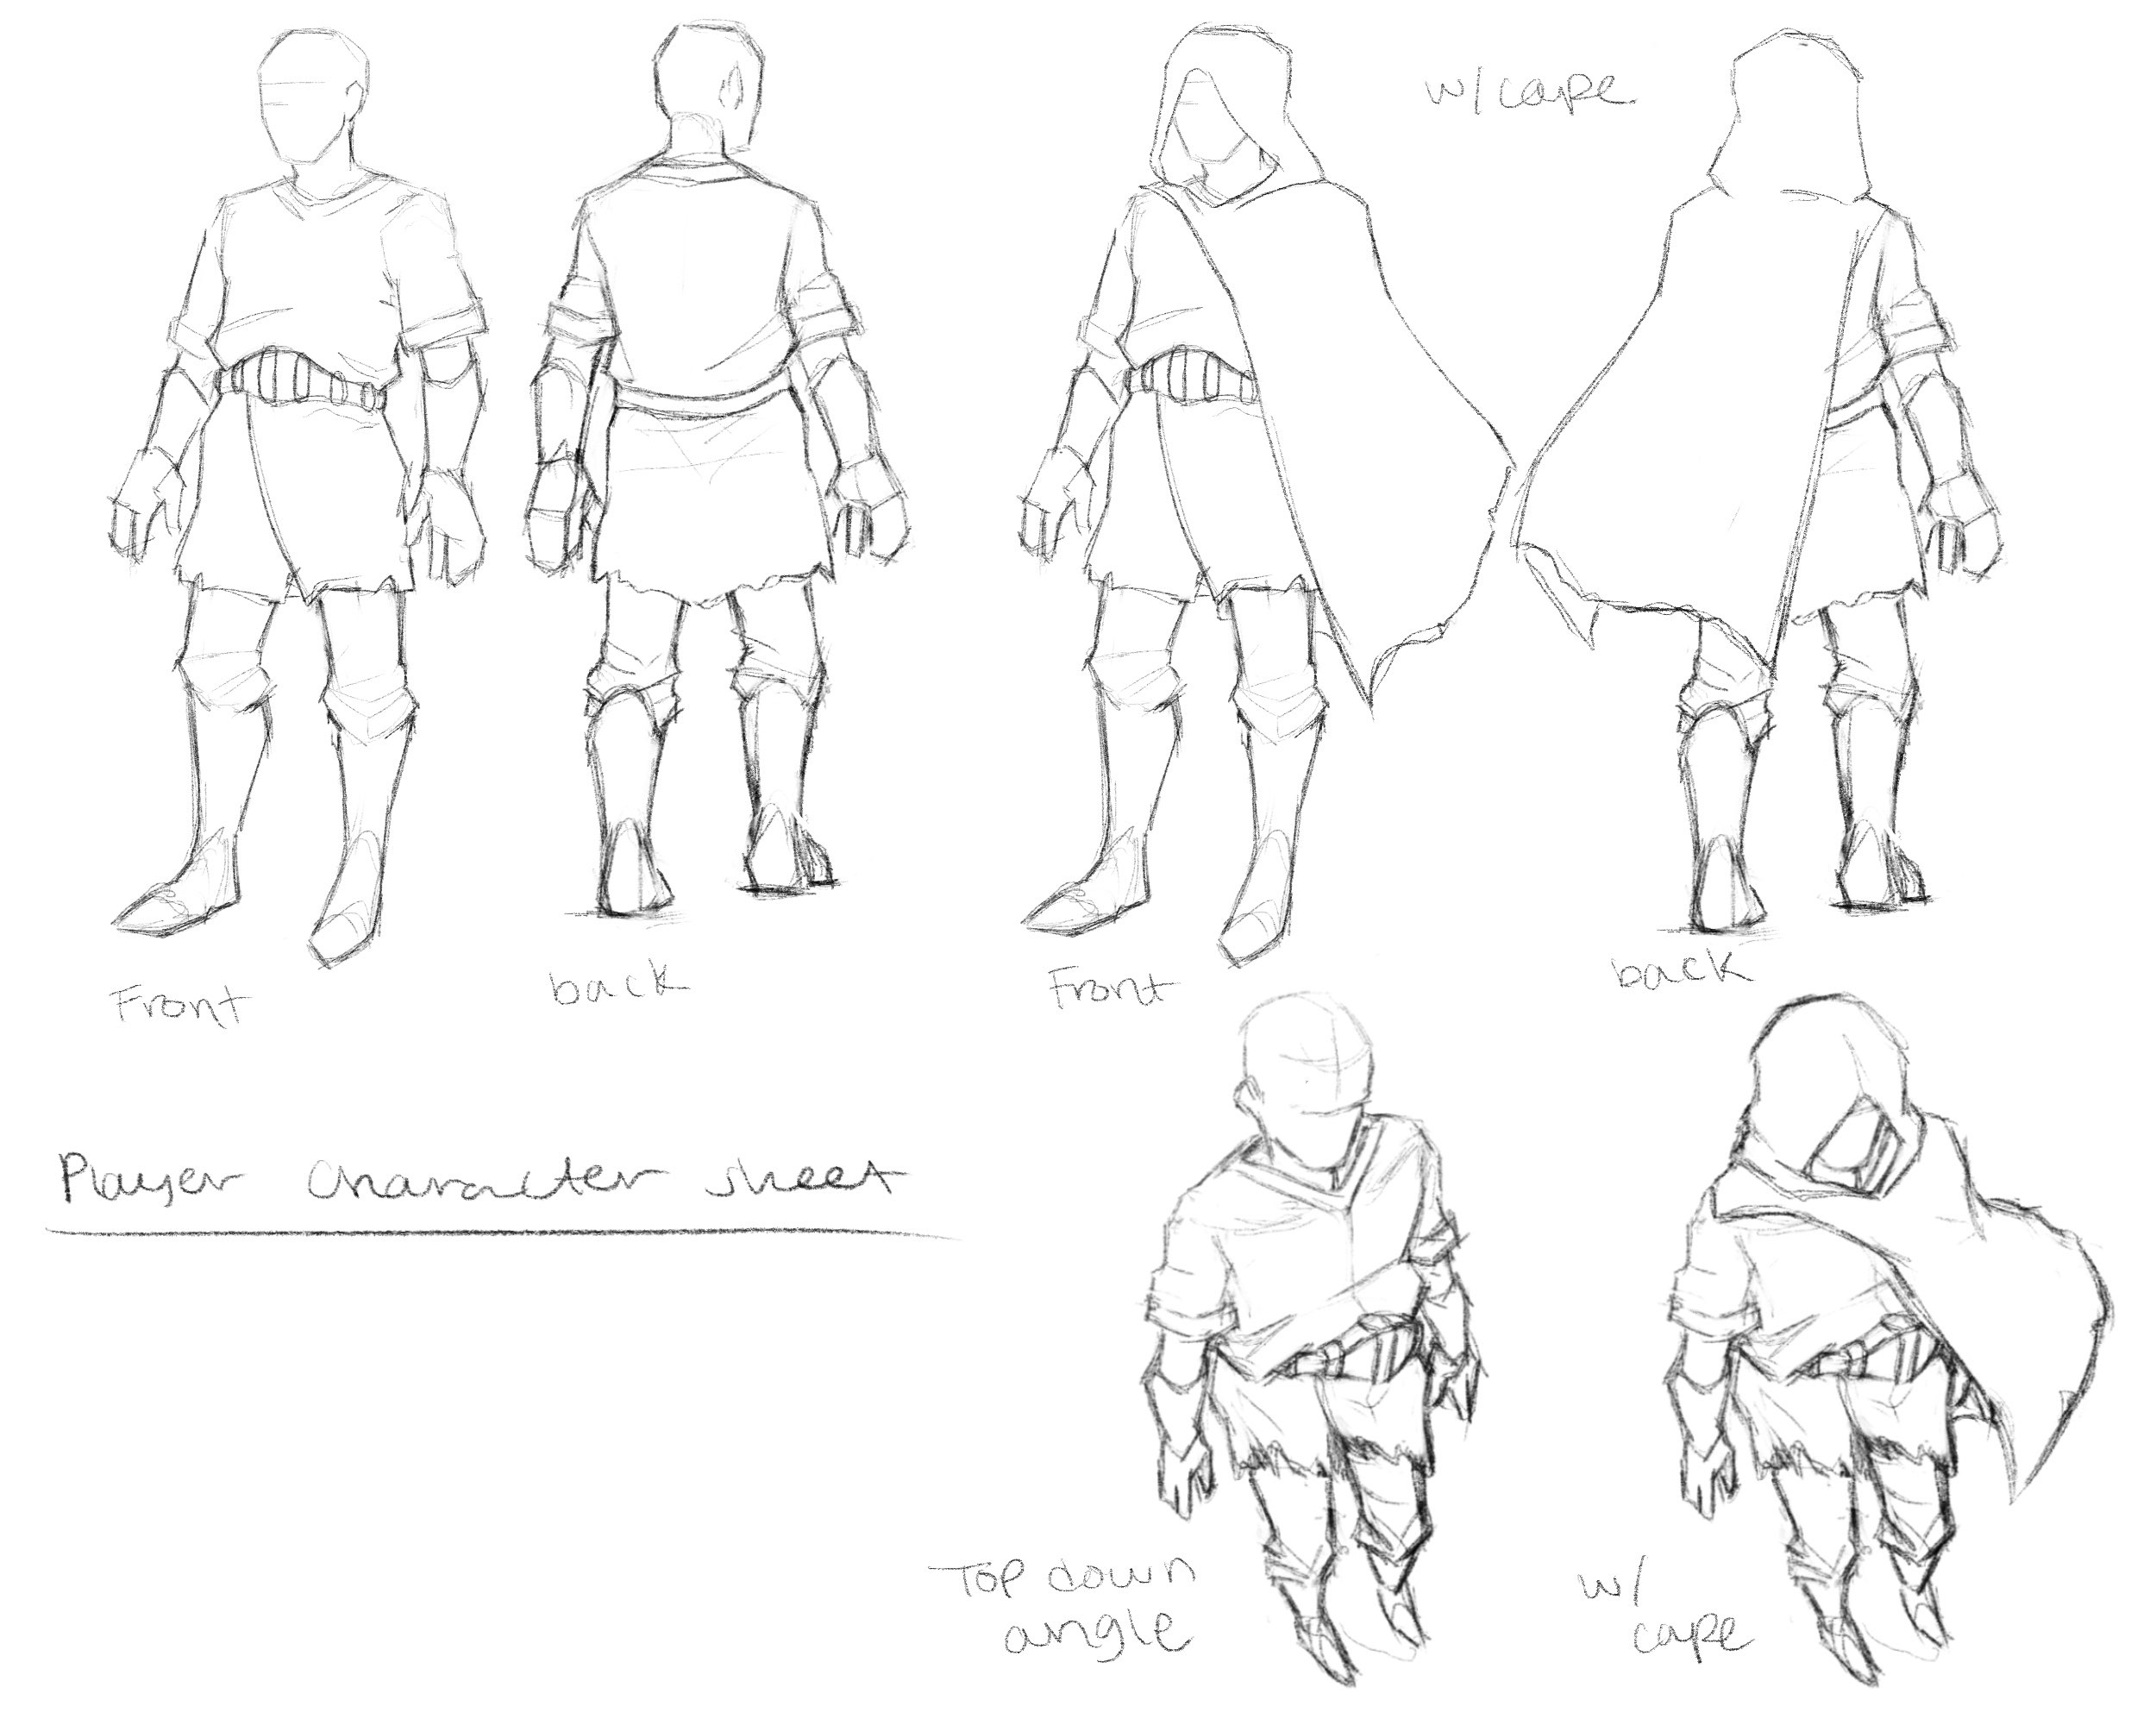 w/ cape
Front
back
Front
back
Player Character sheet
Top down
angle
w/
cape